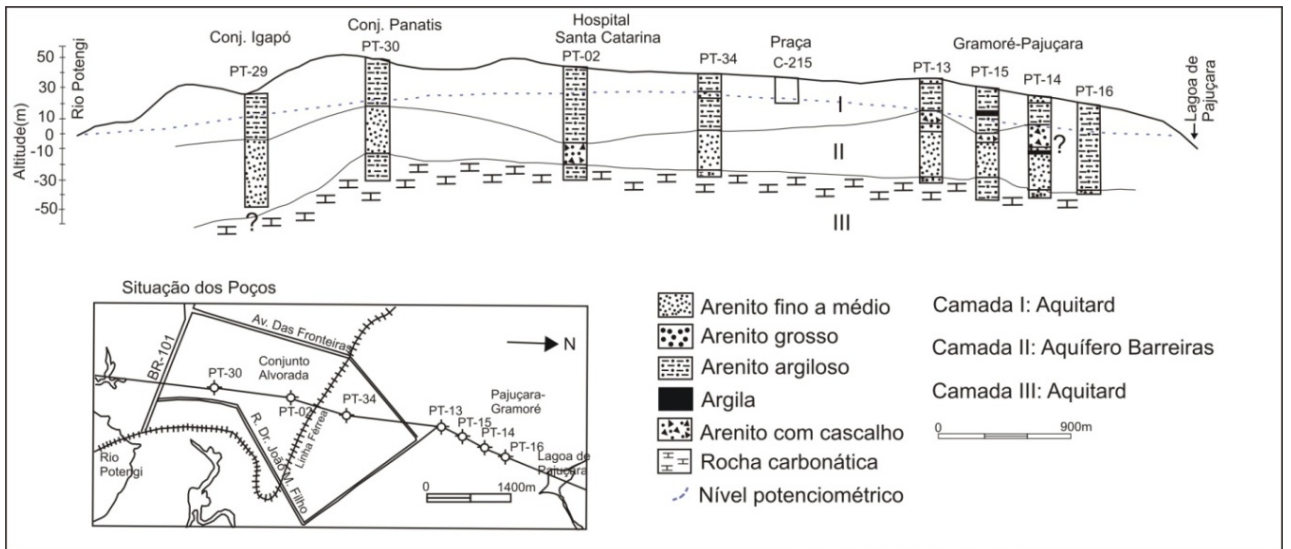 Altitude(m)
50
30
10
0
-10
-30
-50
Rio Potengi
Conj. Igapó
PT-29
Conj. Panatis
PT-30
Hospital
Santa Catarina
PT-02
PT-34
Praça
C-215
Gramoré-Pajuçara
PT-13
PT-15
PT-14
PT-16
Lagoa de
Pajuçara
I
II
III
?
?
Situação dos Poços
BR-101
Av. Das Fronteiras
N
PT-30
Conjunto
Alvorada
PT-02
PT-34
Linha Férrea
R. Dr. João M. Filho
PT-13
PT-15
PT-14
PT-16
Pajuçara-
Gramoré
Rio
Potengi
Lagoa de
Pajuçara
0 1400m
Arenito fino a médio
Arenito grosso
Arenito argiloso
Argila
Arenito com cascalho
Rocha carbonática
Nível potenciométrico
Camada I: Aquitard
Camada II: Aquífero Barreiras
Camada III: Aquitard
0 900m